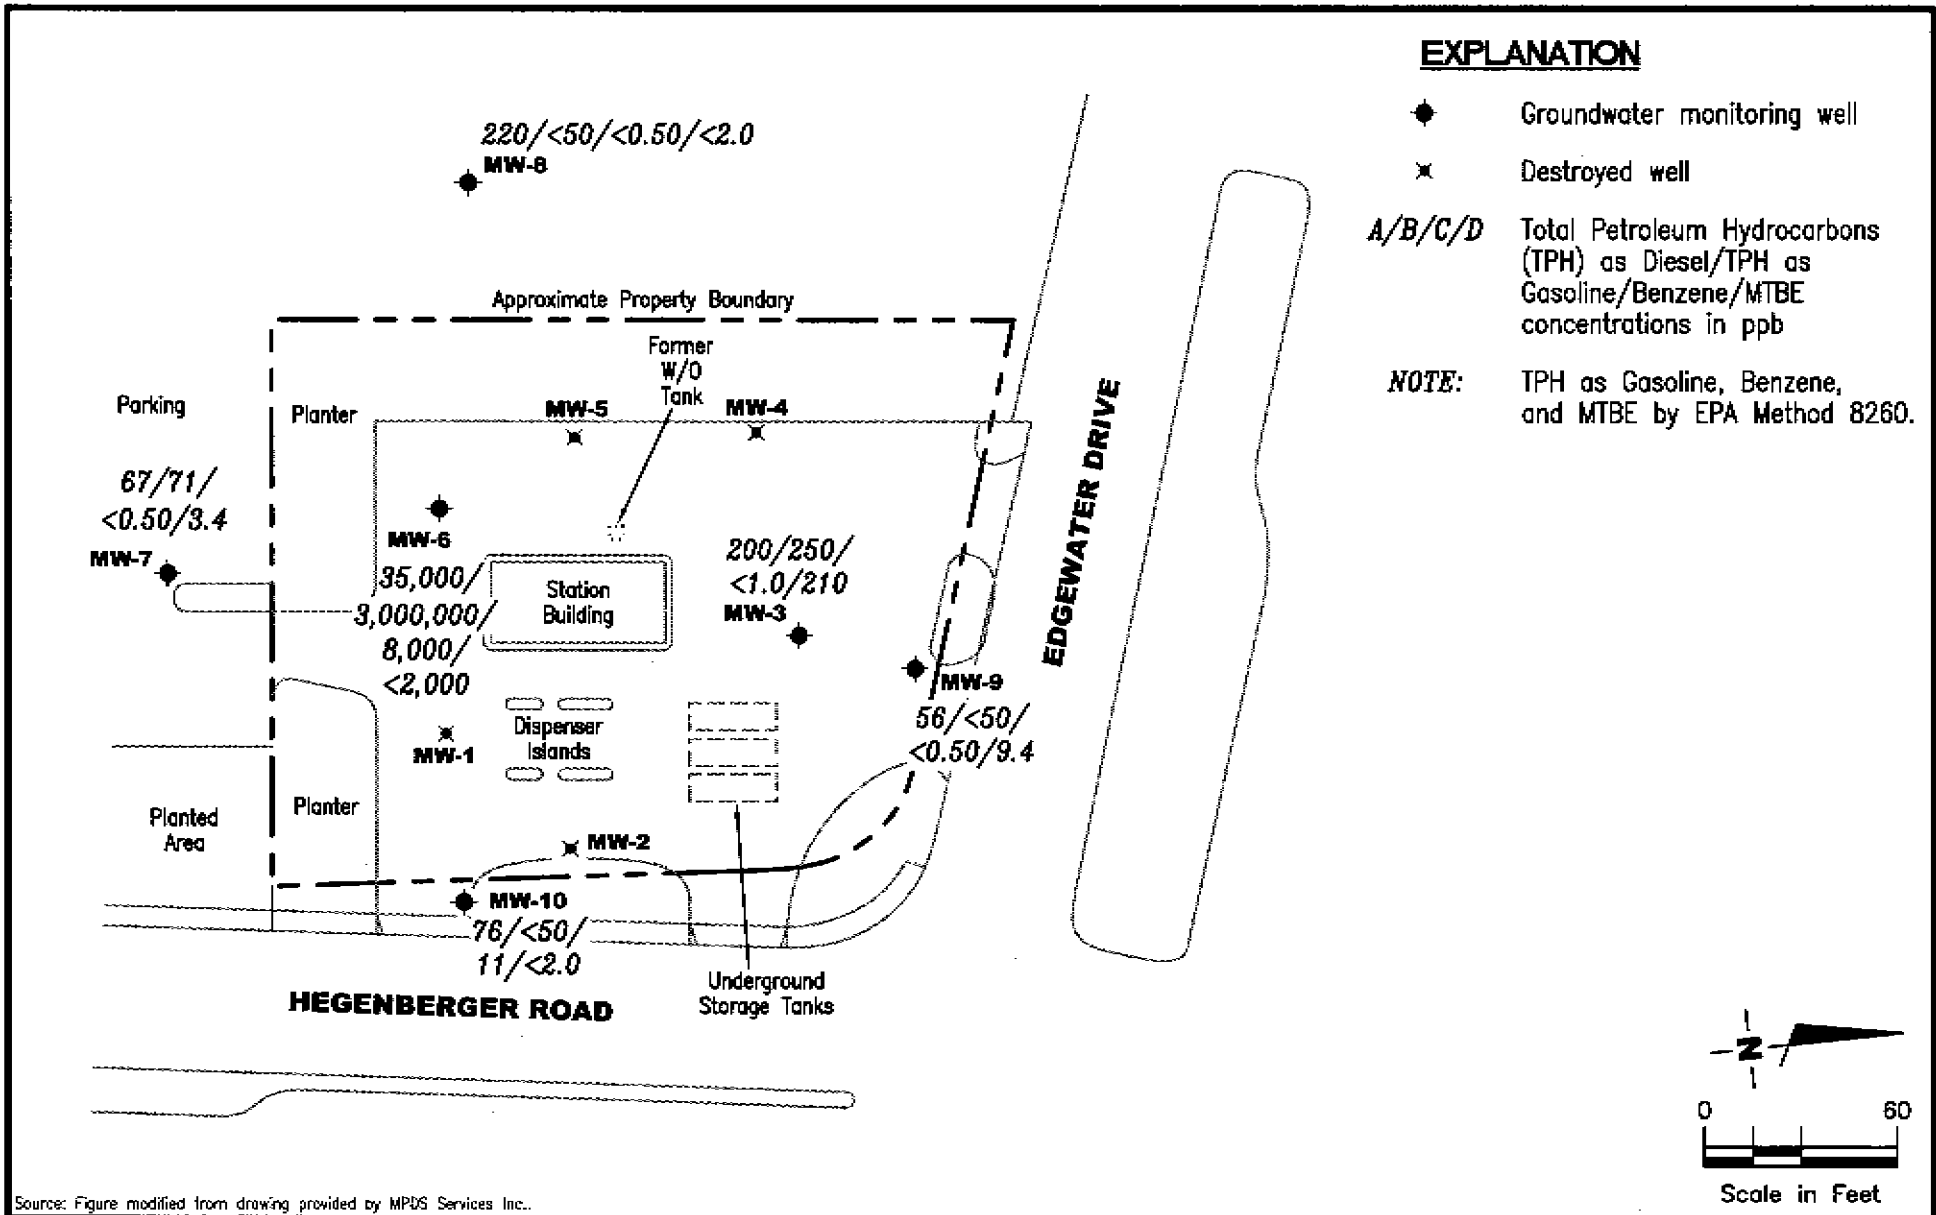 EXPLANATION
Groundwater monitoring well
Destroyed well
A/B/C/D Total Petroleum Hydrocarbons
(TPH) as Diesel/TPH as
Gasoline/Benzene/MTBE
concentrations in ppb
NOTE: TPH as Gasoline, Benzene,
and MTBE by EPA Method 8260.
220/<50/<0.50/<2.0
MW-8
Approximate Property Boundary
Former
W/O
Tank
Parking
Planter
MW-5
MW-4
67/71/
<0.50/3.4
MW-7
MW-6
35,000/
3,000,000/
8,000/
<2,000
Station
Building
200/250/
<1.0/210
MW-3
EDGEWATER DRIVE
MW-9
56/<50/
<0.50/9.4
MW-1
Dispenser
Islands
Planted
Area
Planter
MW-2
MW-10
76/<50/
11/<2.0
Underground
Storage Tanks
HEGENBERGER ROAD
N
0 60
Scale in Feet
Source: Figure modified from drawing provided by MPDS Services Inc..